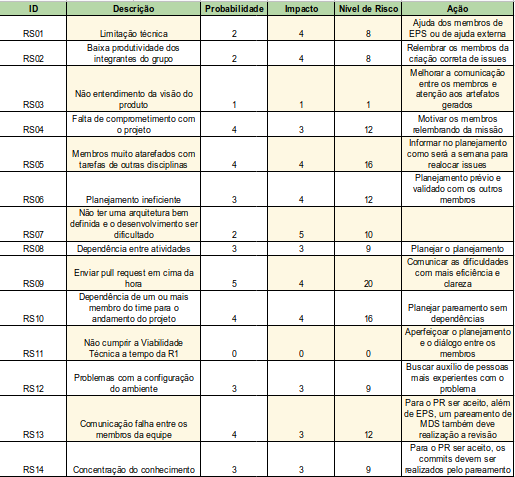 ID Descrição Probabilidade Impacto Nível de Risco Ação
RS01 Limitação técnica 2 4 8 Ajuda dos membros de
EPS ou de ajuda externa
RS02 Baixa produtividade dos
integrantes do grupo 2 4 8 Relembrar os membros da
criação correta de issues
RS03 Não entendimento da visão do
produto 1 1 1 Melhorar a comunicação
entre os membros e
atenção aos artefatos
gerados
RS04 Falta de comprometimento com
o projeto 4 3 12 Motivar os membros
relembrando da missão
RS05 Membros muito atarefados com
tarefas de outras disciplinas 4 4 16 Informar no planejamento
como será a semana para
realocar issues
RS06 Planejamento ineficiente 3 4 12 Planejamento prévio e
validado com os outros
membros
RS07 Não ter uma arquitetura bem
definida e o desenvolvimento ser
dificultado 2 5 10
RS08 Dependência entre atividades 3 3 9 Planejar o planejamento
RS09 Enviar pull request em cima da
hora 5 4 20 Comunicar as dificuldades
com mais eficiência e
clareza
RS10 Dependência de um ou mais
membro do time para o
andamento do projeto 4 4 16 Planejar pareamento sem
dependências
RS11 Não cumprir a Viabilidade
Técnica a tempo da R1 0 0 0 Aperfeiçoar o planejamento
e o diálogo entre os
membros
RS12 Problemas com a configuração
do ambiente 3 3 9 Buscar auxílio de pessoas
mais experientes com o
problema
RS13 Comunicação falha entre os
membros da equipe 4 3 12 Para o PR ser aceito, além
de EPS, um pareamento de
MDS também deve
realização a revisão
RS14 Concentração do conhecimento 3 3 9 Para o PR ser aceito, os
commits devem ser
realizados pelo pareamento